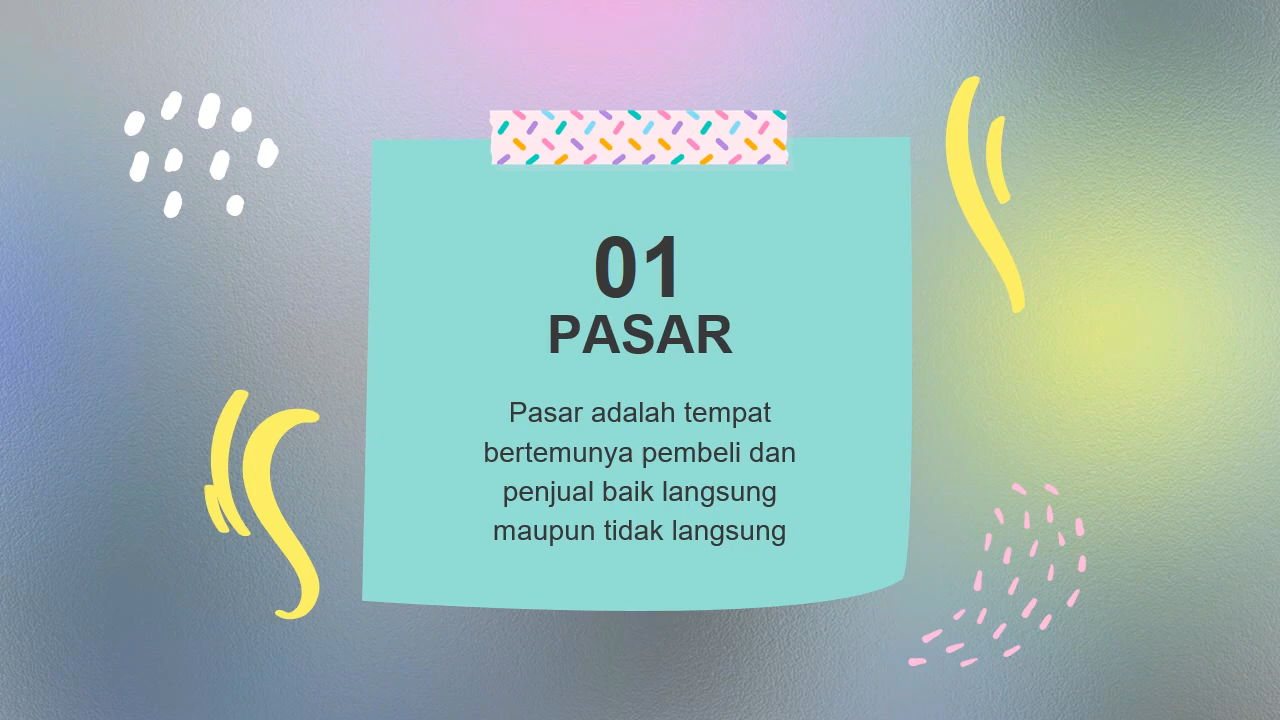 01
PASAR
Pasar adalah tempat
bertemunya pembeli dan
penjual baik langsung
maupun tidak langsung